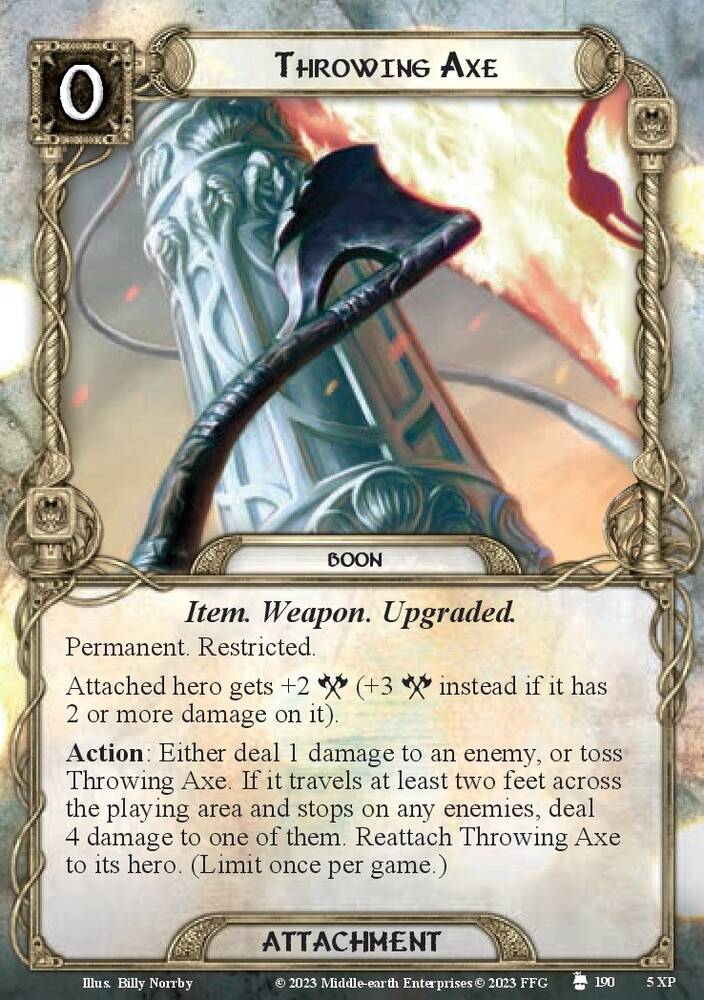 0
Throwing Axe
BOON
Item. Weapon. Upgraded.
Permanent. Restricted.
Attached hero gets +2 (+3 instead if it has
2 or more damage on it).
Action: Either deal 1 damage to an enemy, or toss
Throwing Axe. If it travels at least two feet across
the playing area and stops on any enemies, deal
4 damage to one of them. Reattach Throwing Axe
to its hero. (Limit once per game.)
ATTACHMENT
Illus. Billy Norrby © 2023 Middle-earth Enterprises © 2023 FFG 190 5 XP